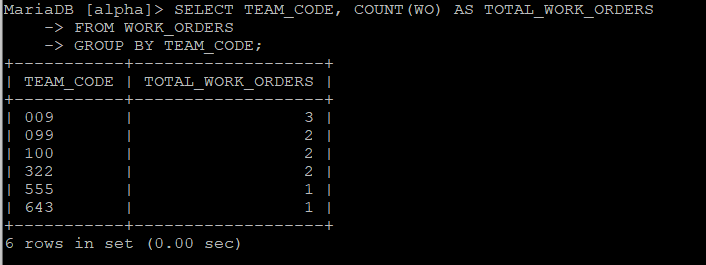 MariaDB [alpha]> SELECT TEAM_CODE, COUNT(WO) AS TOTAL_WORK_ORDERS
    -> FROM WORK_ORDERS
    -> GROUP BY TEAM_CODE;
+-----------+-------------------+
| TEAM_CODE | TOTAL_WORK_ORDERS |
+-----------+-------------------+
| 009       |                 3 |
| 099       |                 2 |
| 100       |                 2 |
| 322       |                 2 |
| 555       |                 1 |
| 643       |                 1 |
+-----------+-------------------+
6 rows in set (0.00 sec)